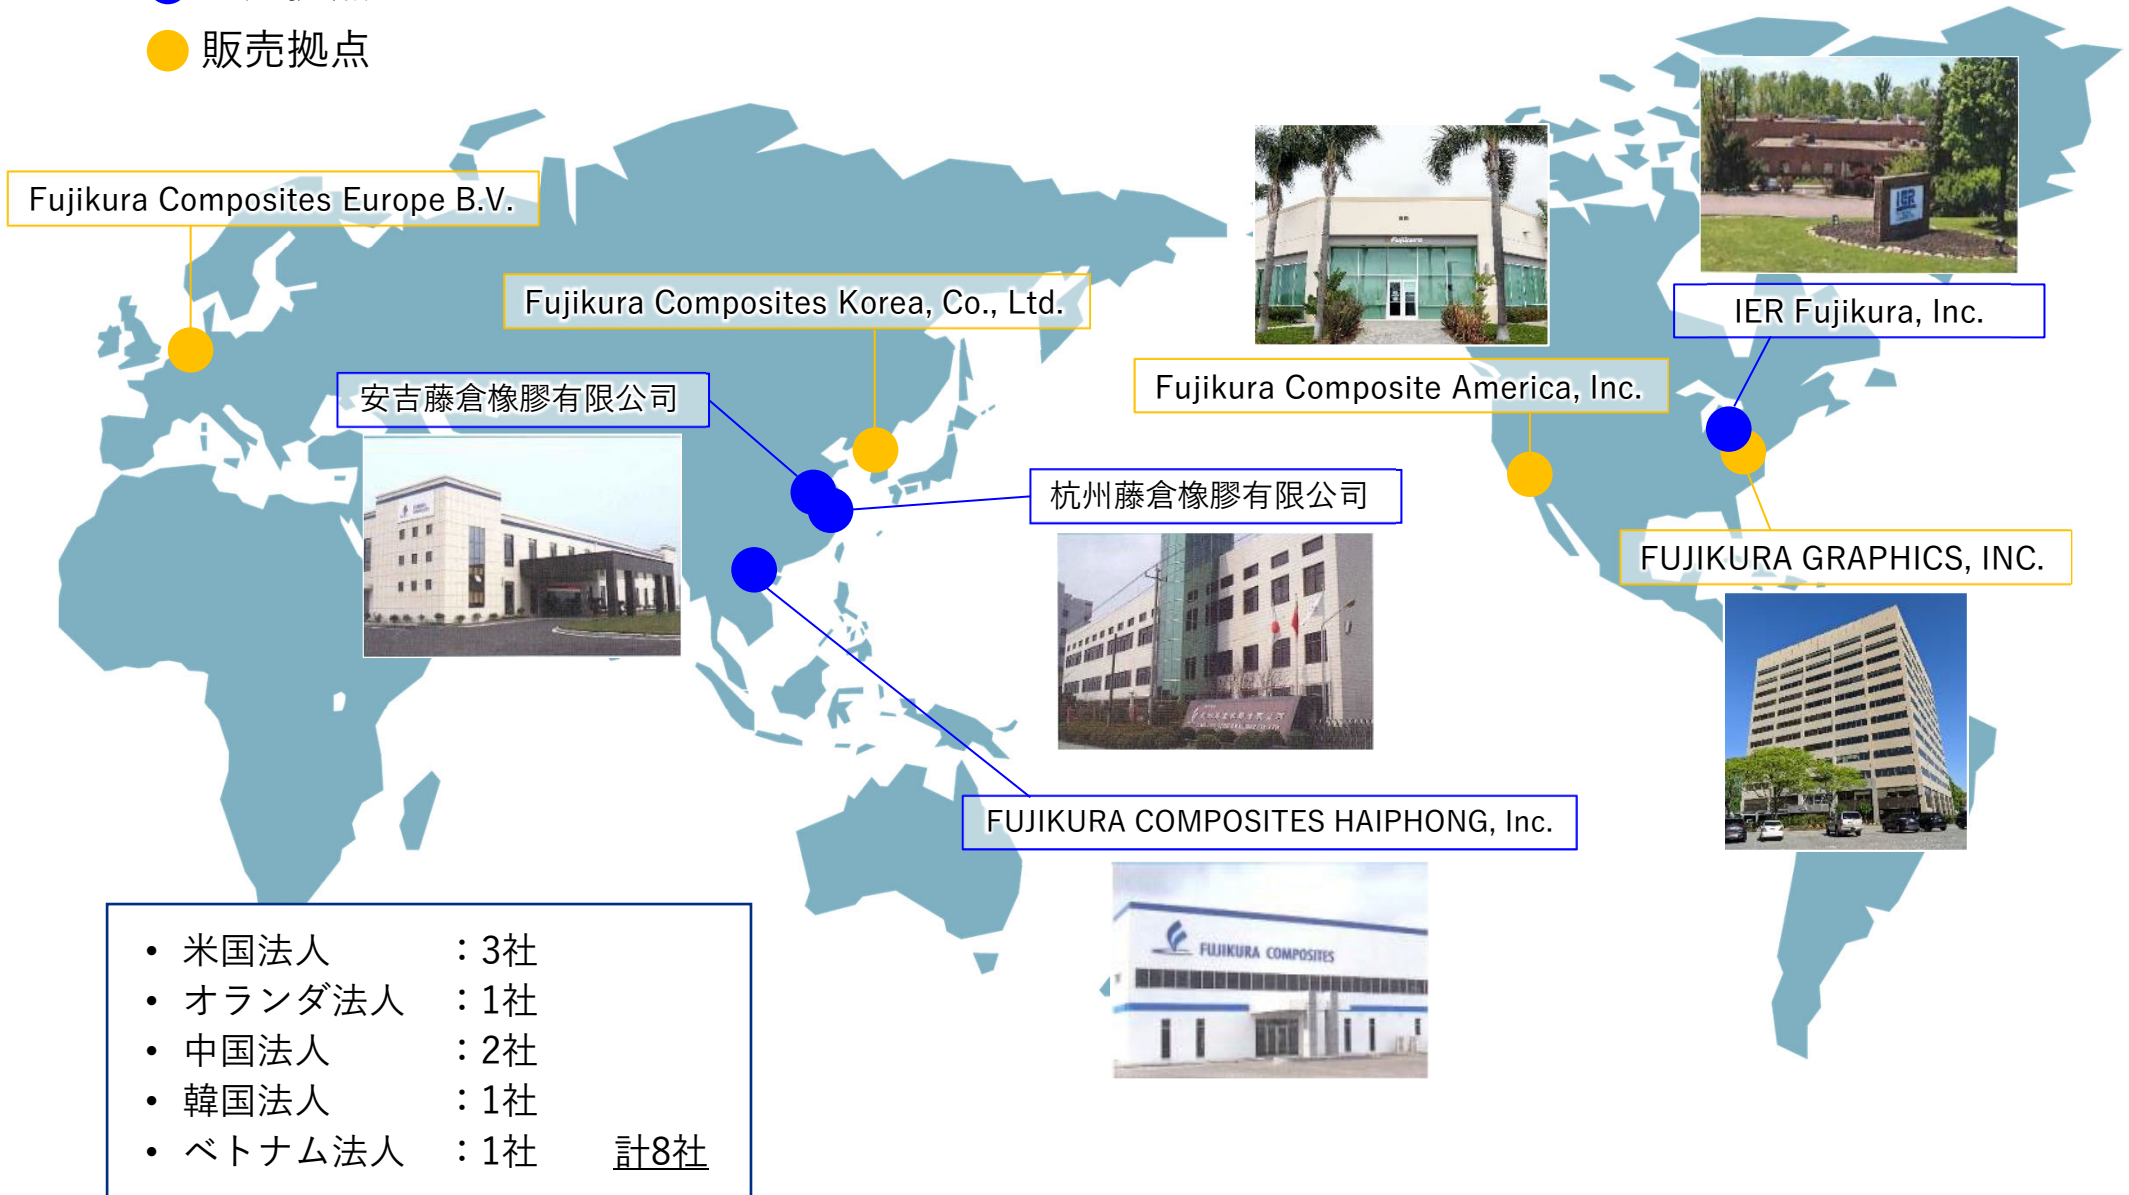 販売拠点
Fujikura Composites Europe B.V.
Fujikura Composites Korea, Co., Ltd.
安吉藤倉橡膠有限公司
杭州藤倉橡膠有限公司
FUJIKURA COMPOSITES HAIPHONG, Inc.
Fujikura
Fujikura Composite America, Inc.
IER
IER Fujikura, Inc.
FUJIKURA GRAPHICS, INC.
FUJIKURA COMPOSITES
• 米国法人 ：3社
• オランダ法人 ：1社
• 中国法人 ：2社
• 韓国法人 ：1社
• ベトナム法人 ：1社 計8社